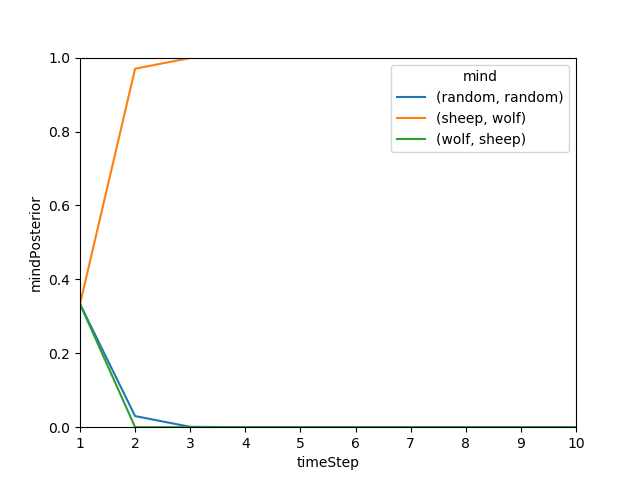 1.0
0.8
0.6
0.4
0.2
0.0
mindPosterior
mind
(random, random)
(sheep, wolf)
(wolf, sheep)
1 2 3 4 5 6 7 8 9 10
timeStep